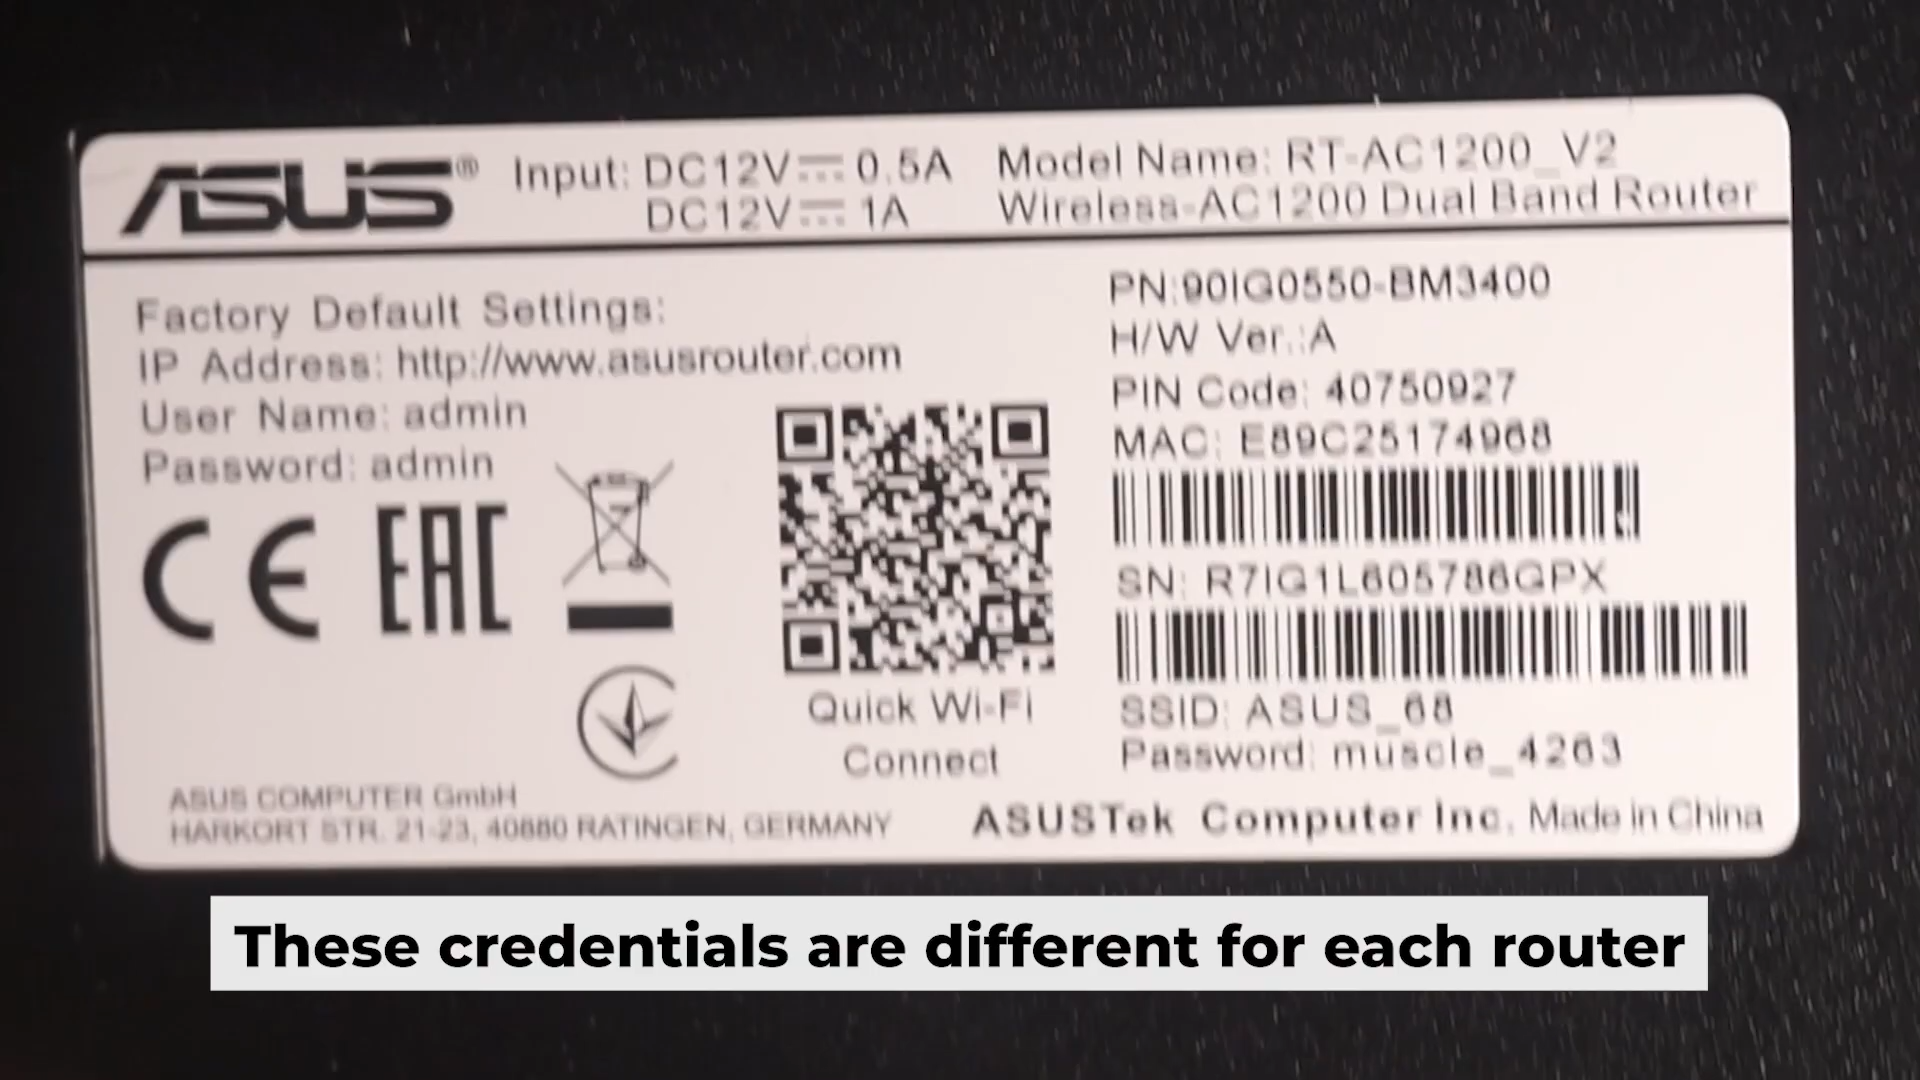 ASUS® Input: DC12V⎓0.5A Model Name: RT-AC1200_V2
DC12V⎓1A Wireless-AC1200 Dual Band Router
Factory Default Settings:
IP Address: http://www.asusrouter.com
User Name: admin
Password: admin
CE EAC
PN:90IG0550-BM3400
H/W Ver.:A
PIN Code: 40750927
MAC: E89C25174968
SN: R7IG1L605786GPX
SSID: ASUS_68
Password: muscle_4263
Quick Wi-Fi
Connect
ASUS COMPUTER GmbH
HARKORT STR. 21-23, 40880 RATINGEN, GERMANY
ASUSTek Computer Inc. Made in China
These credentials are different for each router